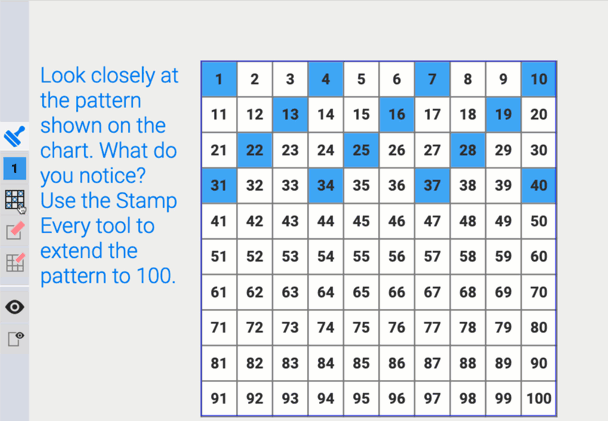 Look closely at
the pattern
shown on the
chart. What do
you notice?
Use the Stamp
Every tool to
extend the
pattern to 100.
1
1 2 3 4 5 6 7 8 9 10
11 12 13 14 15 16 17 18 19 20
21 22 23 24 25 26 27 28 29 30
31 32 33 34 35 36 37 38 39 40
41 42 43 44 45 46 47 48 49 50
51 52 53 54 55 56 57 58 59 60
61 62 63 64 65 66 67 68 69 70
71 72 73 74 75 76 77 78 79 80
81 82 83 84 85 86 87 88 89 90
91 92 93 94 95 96 97 98 99 100